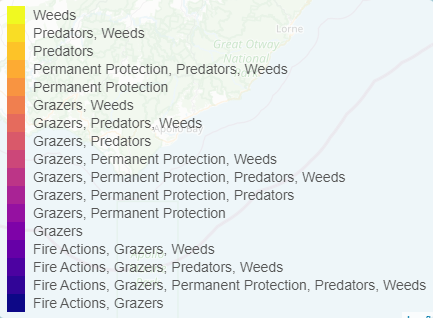 Weeds
Predators, Weeds
Predators
Permanent Protection, Predators, Weeds
Permanent Protection
Grazers, Weeds
Grazers, Predators, Weeds
Grazers, Predators
Grazers, Permanent Protection, Weeds
Grazers, Permanent Protection, Predators, Weeds
Grazers, Permanent Protection, Predators
Grazers, Permanent Protection
Grazers
Fire Actions, Grazers, Weeds
Fire Actions, Grazers, Predators, Weeds
Fire Actions, Grazers, Permanent Protection, Predators, Weeds
Fire Actions, Grazers
Lorne
Great Otway
National
Apollo Bay